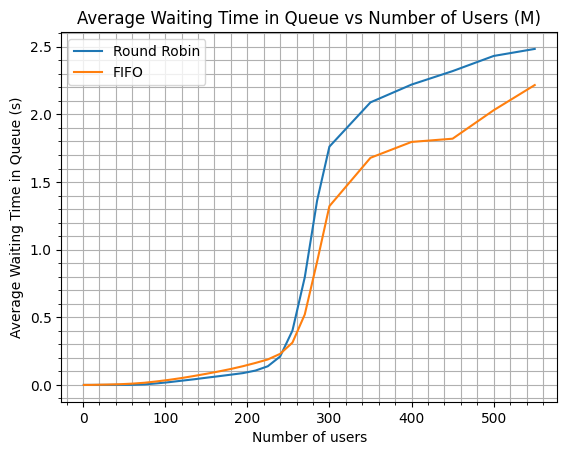 Average Waiting Time in Queue vs Number of Users (M)
Round Robin
FIFO
Average Waiting Time in Queue (s)
2.5
2.0
1.5
1.0
0.5
0.0
0 100 200 300 400 500
Number of users